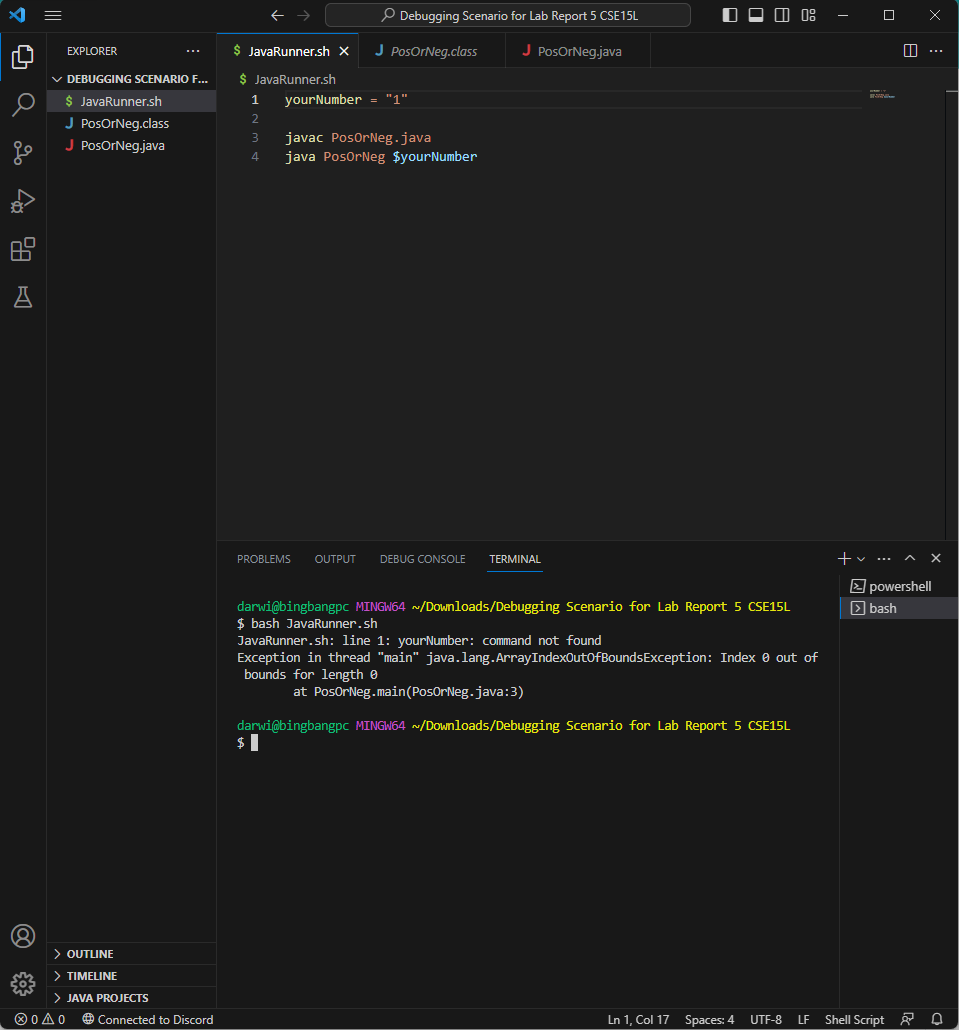 Debugging Scenario for Lab Report 5 CSE15L
EXPLORER
DEBUGGING SCENARIO F...
JavaRunner.sh
PosOrNeg.class
PosOrNeg.java
OUTLINE
TIMELINE
JAVA PROJECTS
JavaRunner.sh
PosOrNeg.class
PosOrNeg.java
JavaRunner.sh
1 yourNumber = "1"
2
3 javac PosOrNeg.java
4 java PosOrNeg $yourNumber
PROBLEMS OUTPUT DEBUG CONSOLE TERMINAL
powershell
bash
darwi@bingbangpc MINGW64 ~/Downloads/Debugging Scenario for Lab Report 5 CSE15L
$ bash JavaRunner.sh
JavaRunner.sh: line 1: yourNumber: command not found
Exception in thread "main" java.lang.ArrayIndexOutOfBoundsException: Index 0 out of
bounds for length 0
at PosOrNeg.main(PosOrNeg.java:3)
darwi@bingbangpc MINGW64 ~/Downloads/Debugging Scenario for Lab Report 5 CSE15L
$
0 0 Connected to Discord Ln 1, Col 17 Spaces: 4 UTF-8 LF Shell Script